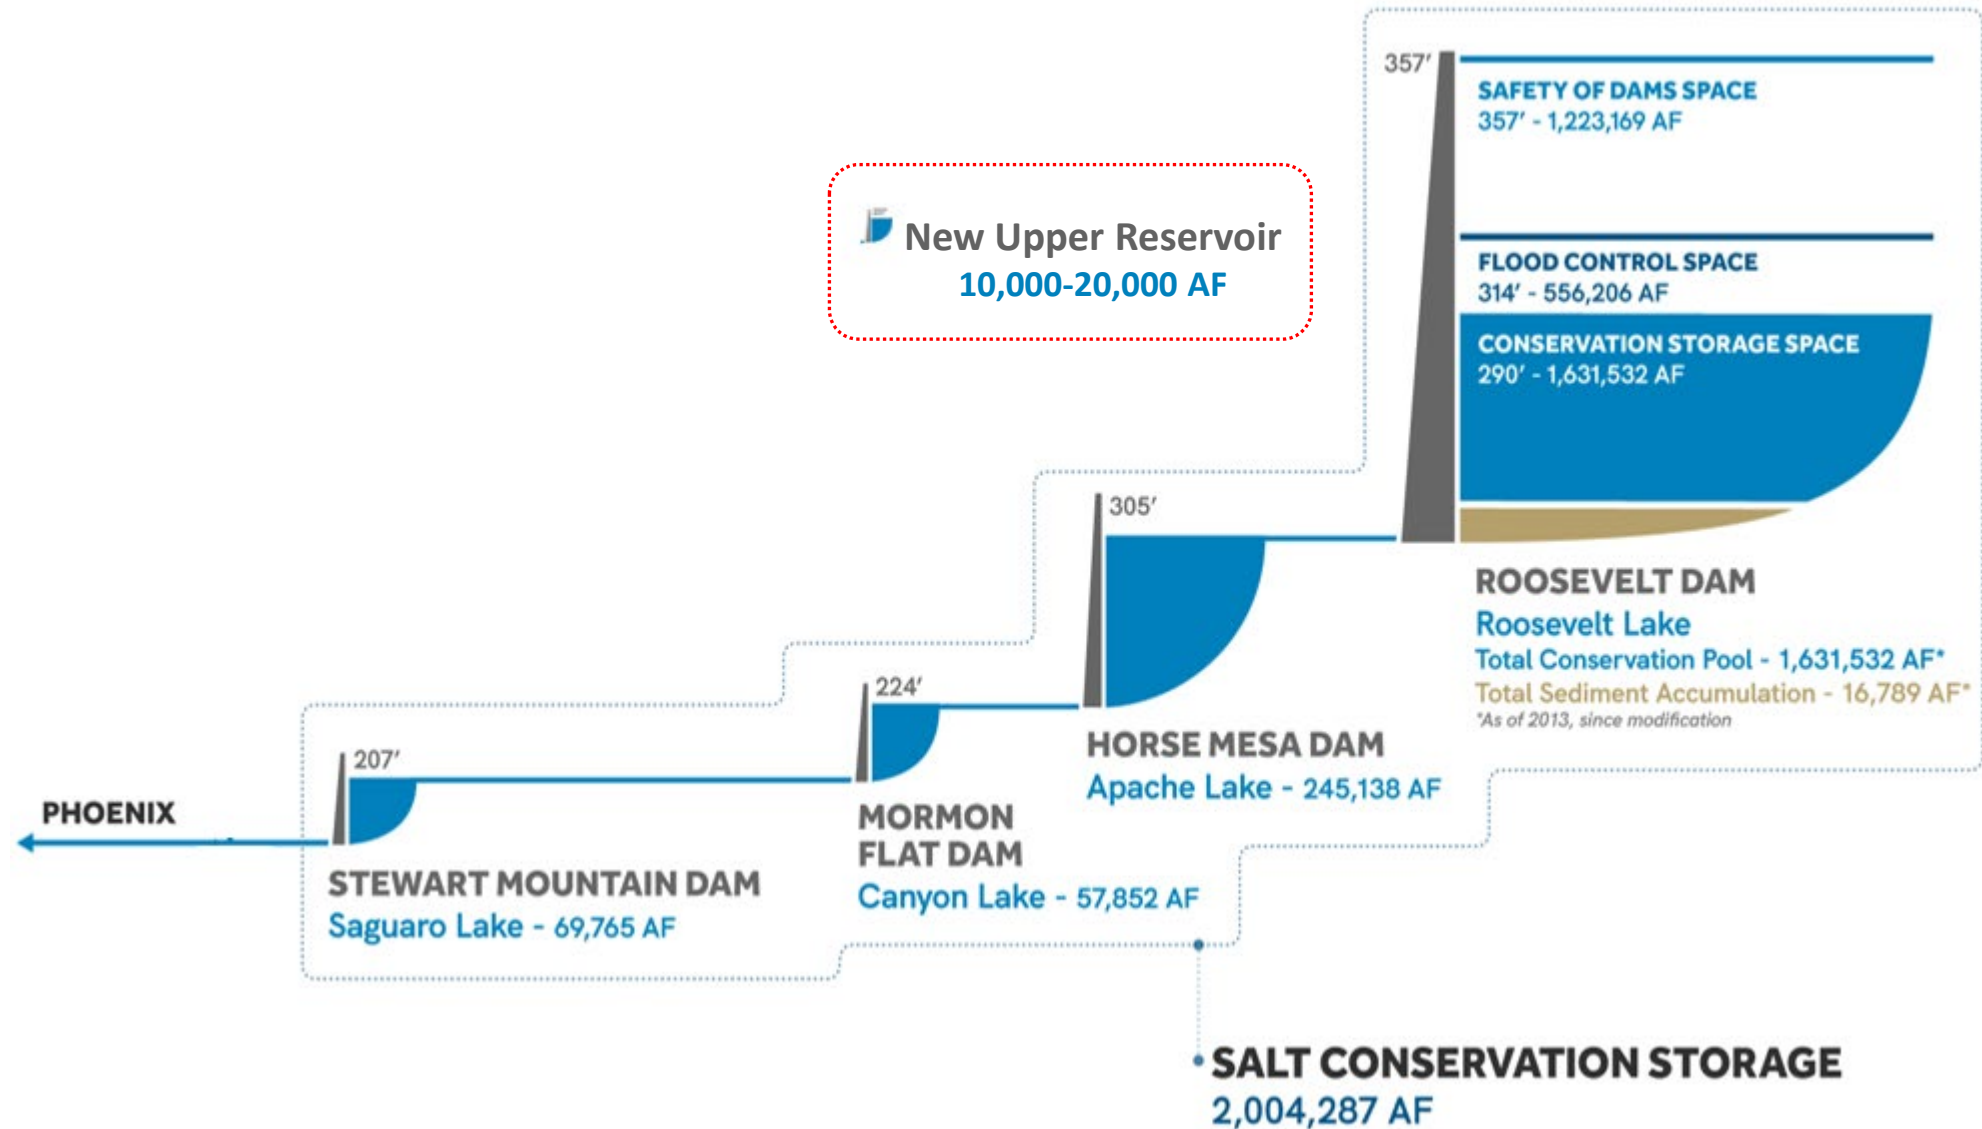 357′
SAFETY OF DAMS SPACE
357′ - 1,223,169 AF
New Upper Reservoir
10,000-20,000 AF
FLOOD CONTROL SPACE
314′ - 556,206 AF
CONSERVATION STORAGE SPACE
290′ - 1,631,532 AF
305′
ROOSEVELT DAM
Roosevelt Lake
Total Conservation Pool - 1,631,532 AF*
Total Sediment Accumulation - 16,789 AF*
*As of 2013, since modification
224′
HORSE MESA DAM
Apache Lake - 245,138 AF
207′
PHOENIX
MORMON
FLAT DAM
Canyon Lake - 57,852 AF
STEWART MOUNTAIN DAM
Saguaro Lake - 69,765 AF
SALT CONSERVATION STORAGE
2,004,287 AF